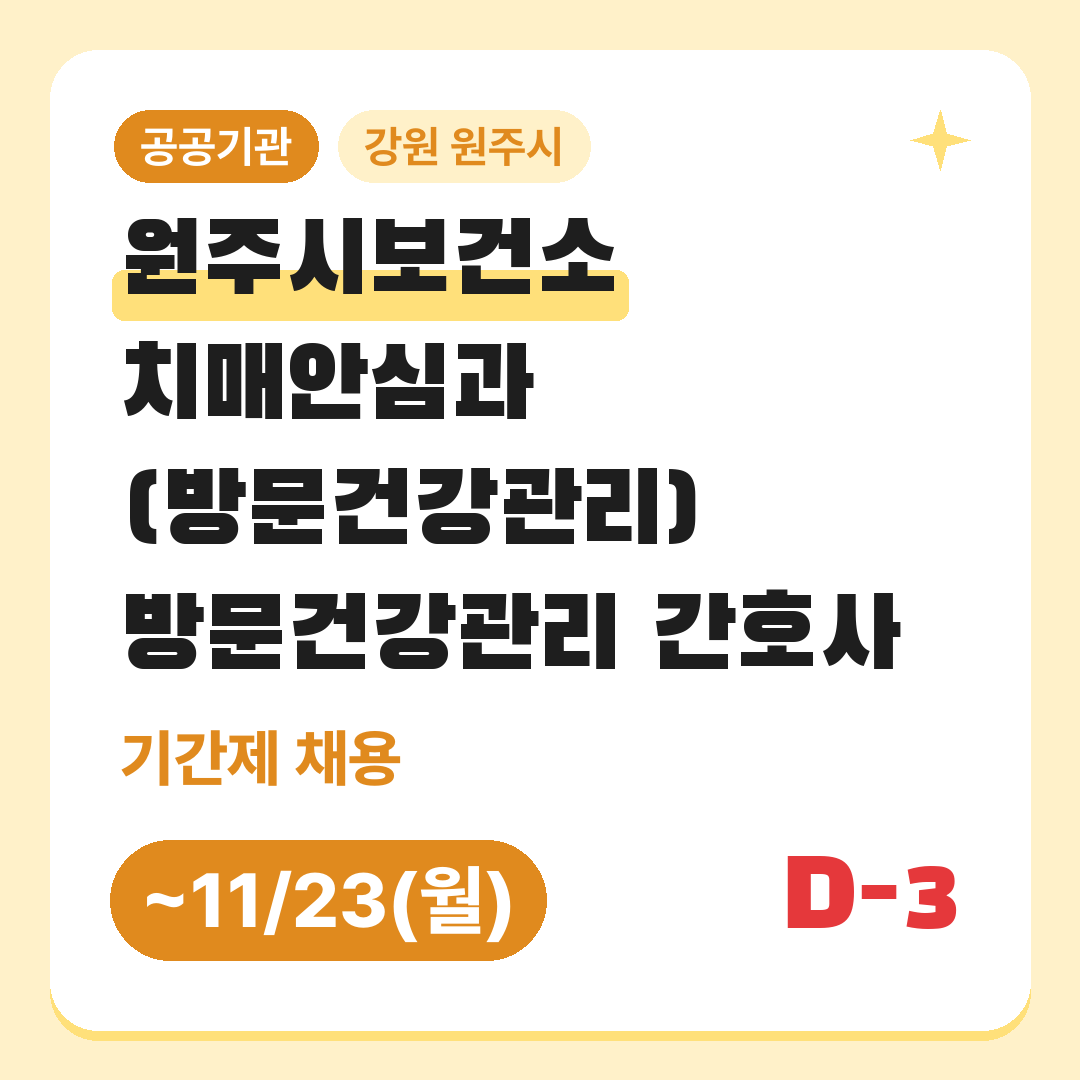 공공기관 강원 원주시
원주시보건소
치매안심과
(방문건강관리)
방문건강관리 간호사
기간제 채용
~11/23(월) D-3